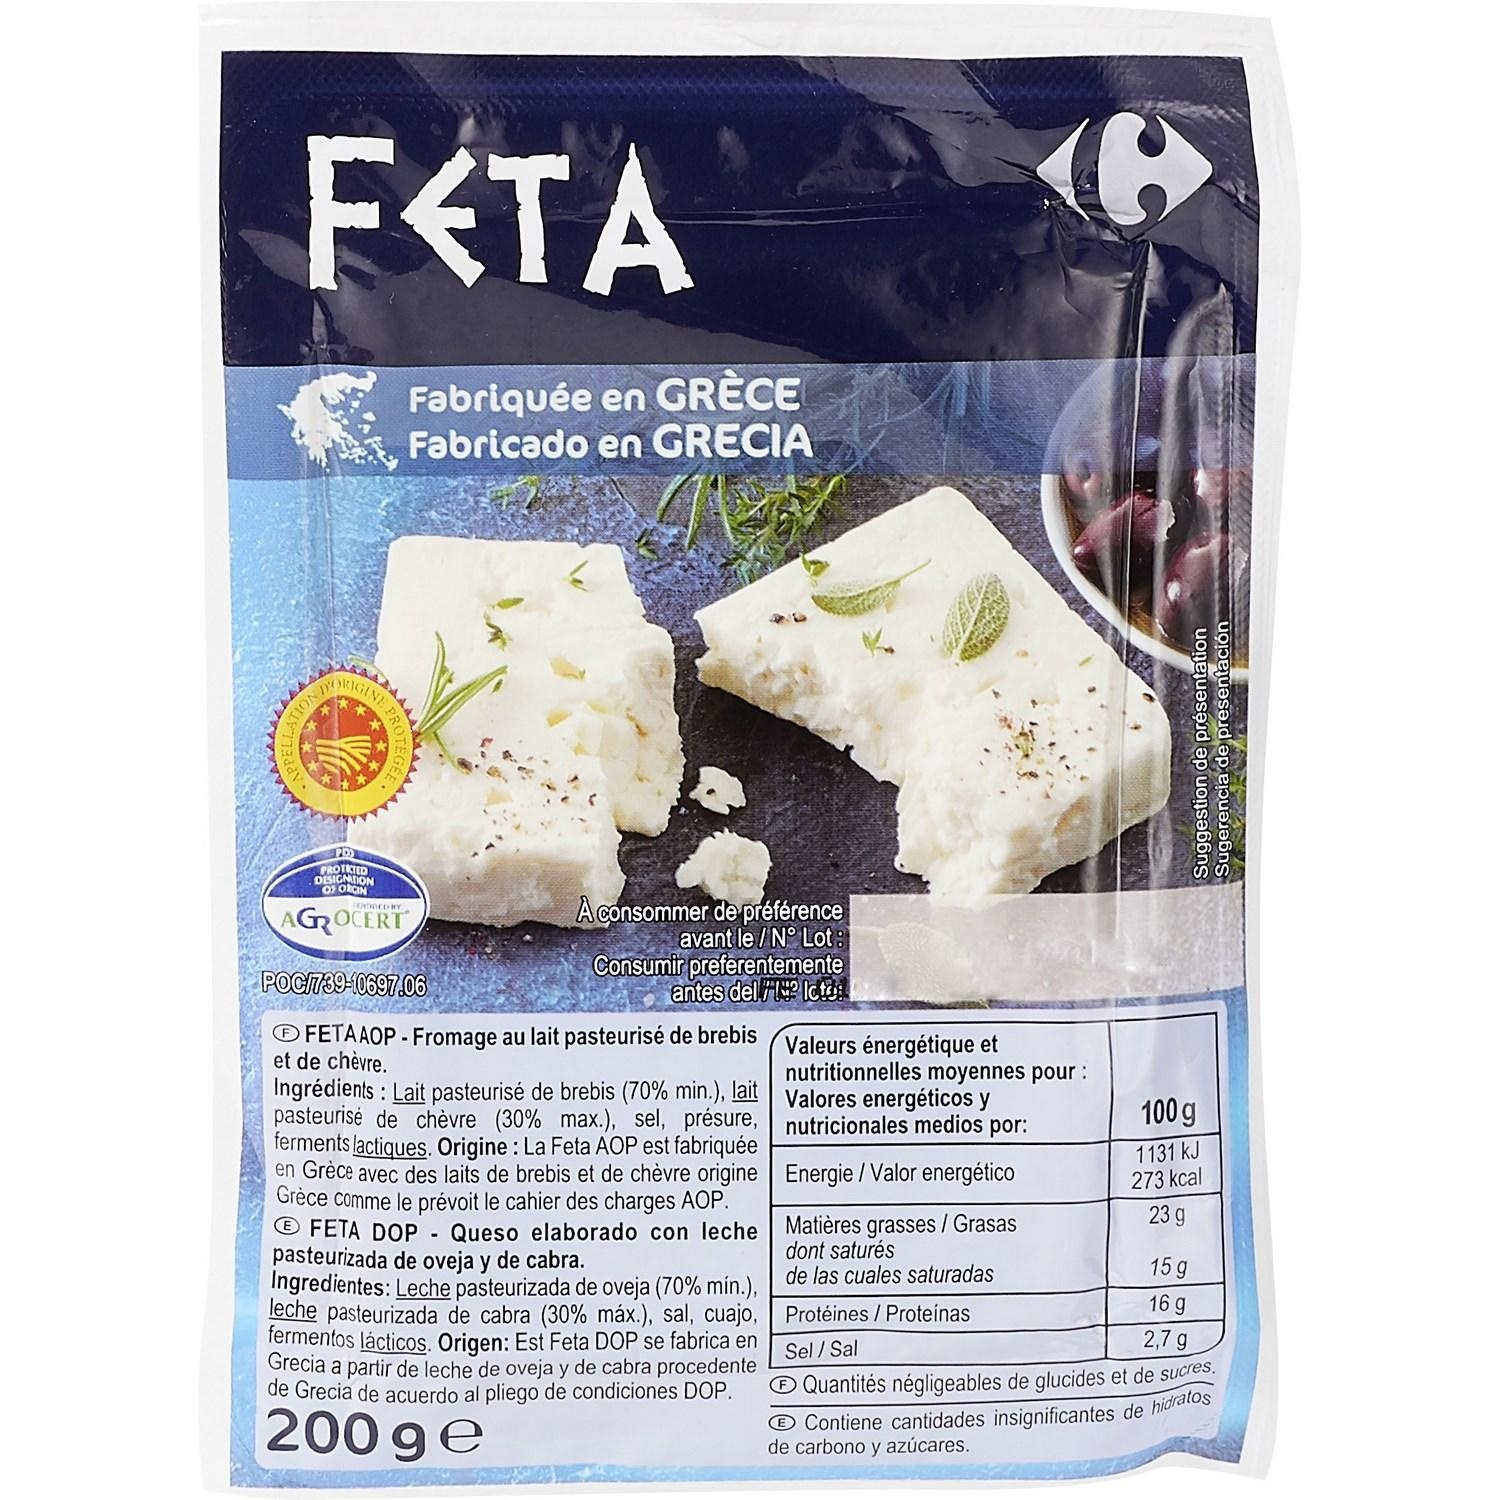 FETA
Fabriquée en GRÈCE
Fabricado en GRECIA
APPELLATION D'ORIGINE PROTÉGÉE
PDO
PROTECTED
DESIGNATION
OF ORIGIN
CERTIFIED BY:
AGROCERT
POC/739-10697.06
Suggestion de présentation
Sugerencia de presentación
À consommer de préférence
avant le / N° Lot :
Consumir preferentemente
antes del / Nº lote:
F FETA AOP - Fromage au lait pasteurisé de brebis
et de chèvre.
Ingrédients : Lait pasteurisé de brebis (70% min.), lait
pasteurisé de chèvre (30% max.), sel, présure,
ferments lactiques. Origine : La Feta AOP est fabriquée
en Grèce avec des laits de brebis et de chèvre origine
Grèce comme le prévoit le cahier des charges AOP.
E FETA DOP - Queso elaborado con leche
pasteurizada de oveja y de cabra.
Ingredientes: Leche pasteurizada de oveja (70% mín.),
leche pasteurizada de cabra (30% máx.), sal, cuajo,
fermentos lácticos. Origen: Est Feta DOP se fabrica en
Grecia a partir de leche de oveja y de cabra procedente
de Grecia de acuerdo al pliego de condiciones DOP.
200 g e
Valeurs énergétique et
nutritionnelles moyennes pour :
Valores energéticos y
nutricionales medios por:
100 g
Energie / Valor energético
1131 kJ
273 kcal
Matières grasses / Grasas
23 g
dont saturés
de las cuales saturadas
15 g
Protéines / Proteínas
16 g
Sel / Sal
2,7 g
F Quantités négligeables de glucides et de sucres.
E Contiene cantidades insignificantes de hidratos
de carbono y azúcares.